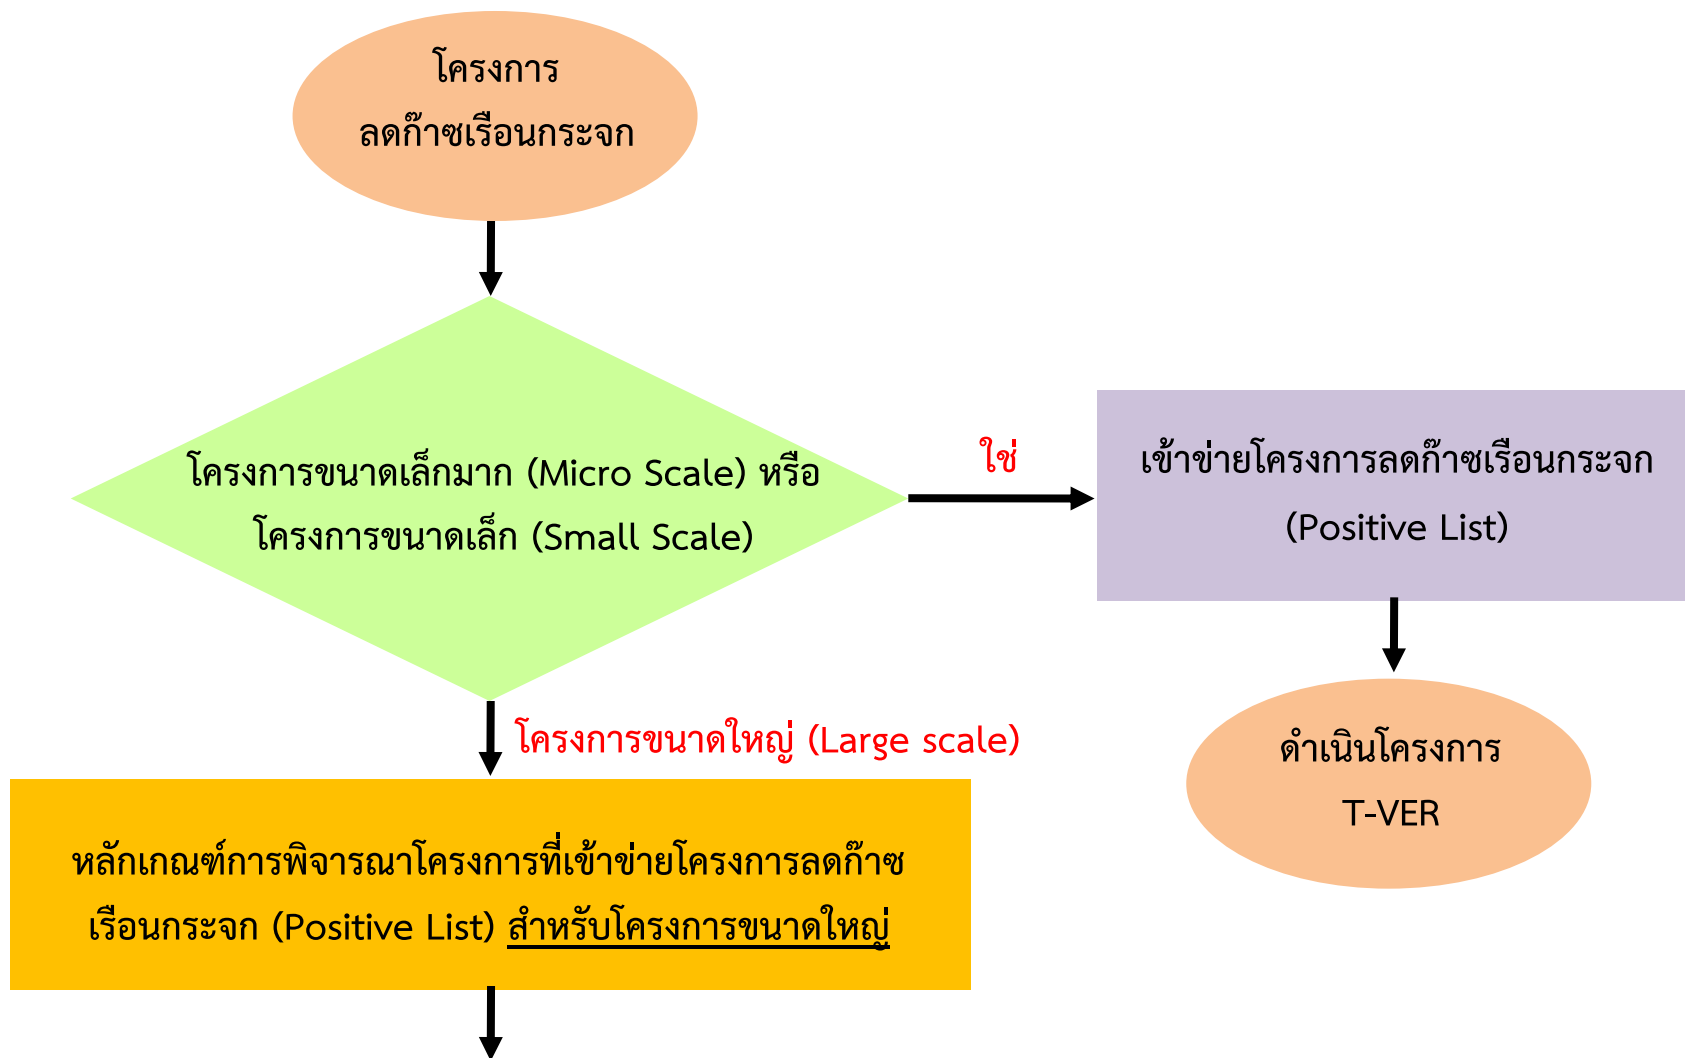 โครงการ
ลดก๊าซเรือนกระจก
โครงการขนาดเล็กมาก (Micro Scale) หรือ
โครงการขนาดเล็ก (Small Scale)
ใช่
เข้าข่ายโครงการลดก๊าซเรือนกระจก
(Positive List)
โครงการขนาดใหญ่ (Large scale)
ดำเนินโครงการ
T-VER
หลักเกณฑ์การพิจารณาโครงการที่เข้าข่ายโครงการลดก๊าซ
เรือนกระจก (Positive List) สำหรับโครงการขนาดใหญ่